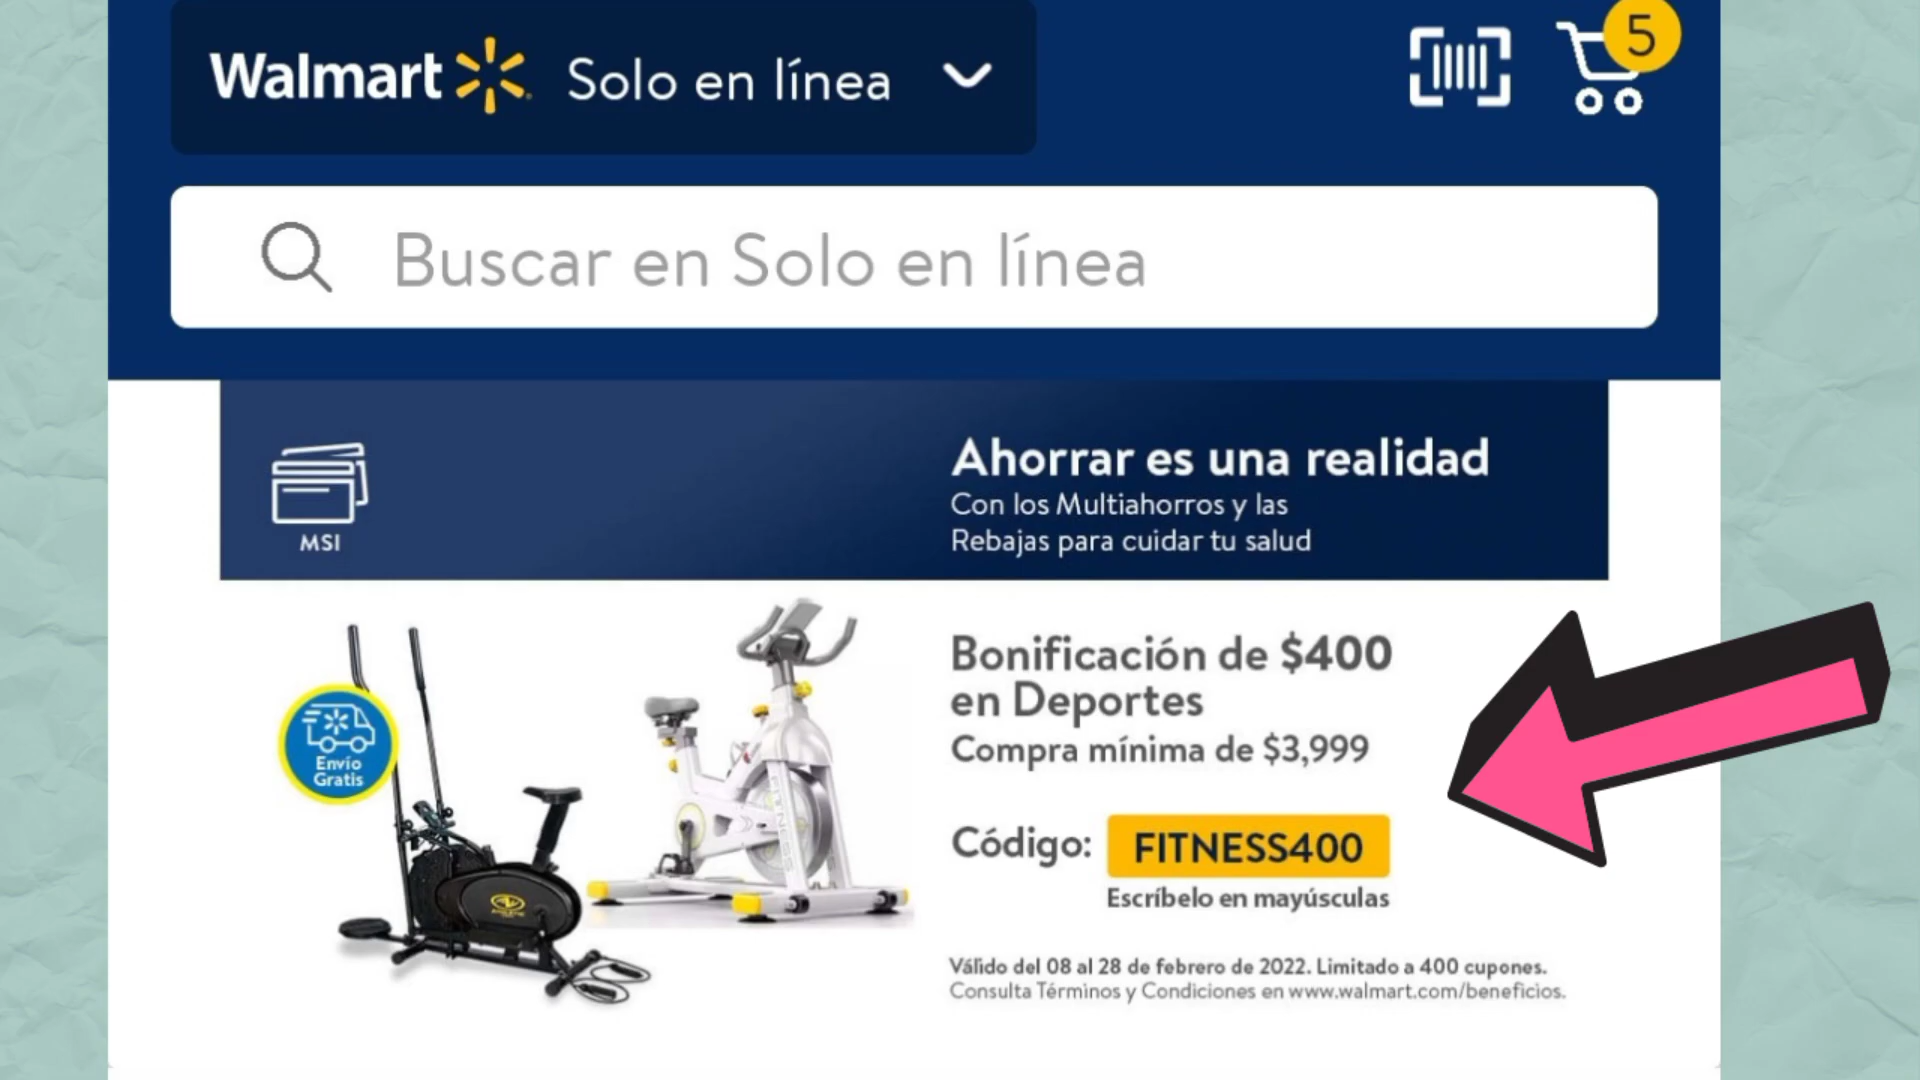 Walmart Solo en línea
5
Buscar en Solo en línea
MSI
Ahorrar es una realidad
Con los Multiahorros y las
Rebajas para cuidar tu salud
Envío
Gratis
FITNESS
Bonificación de $400
en Deportes
Compra mínima de $3,999
Código: FITNESS400
Escríbelo en mayúsculas
Válido del 08 al 28 de febrero de 2022. Limitado a 400 cupones.
Consulta Términos y Condiciones en www.walmart.com/beneficios.